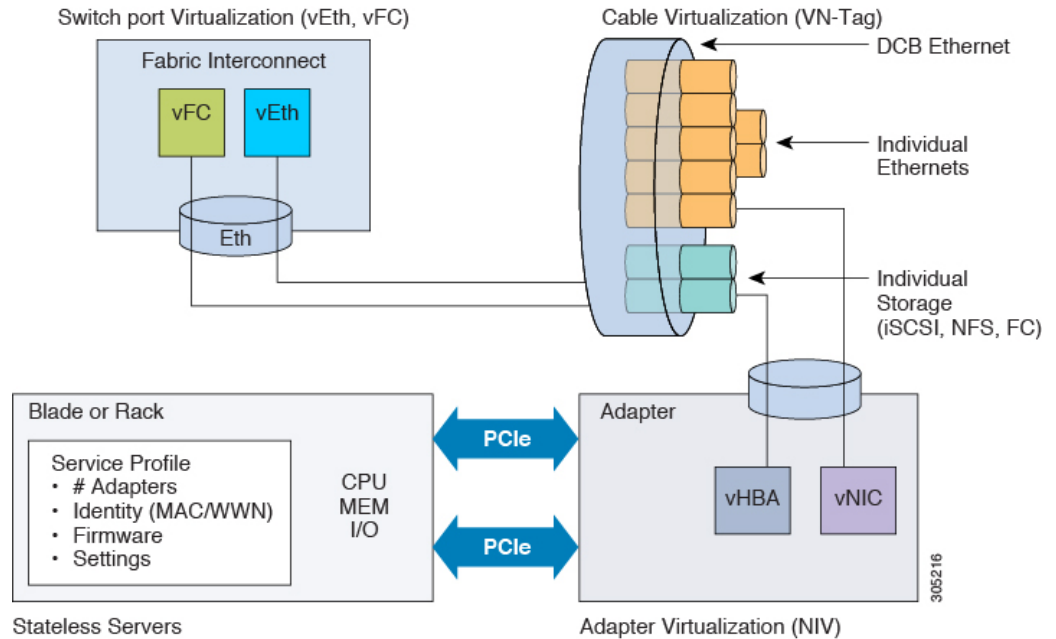 Switch port Virtualization (vEth, vFC)
Fabric Interconnect
vFC
vEth
Eth
Cable Virtualization (VN-Tag)
DCB Ethernet
Individual
Ethernets
Individual
Storage
(iSCSI, NFS, FC)
Blade or Rack
Service Profile
• # Adapters
• Identity (MAC/WWN)
• Firmware
• Settings
CPU
MEM
I/O
PCIe
PCIe
Adapter
vHBA
vNIC
305216
Stateless Servers
Adapter Virtualization (NIV)